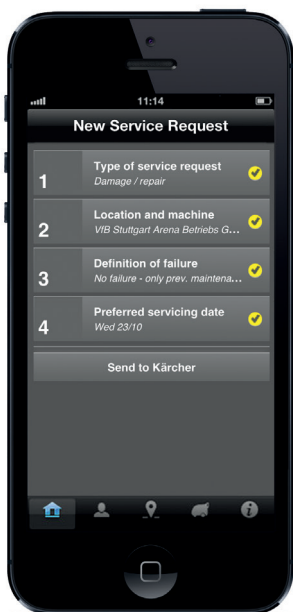 11:14
New Service Request
1
Type of service request
Damage / repair
2
Location and machine
VfB Stuttgart Arena Betriebs G...
3
Definition of failure
No failure - only prev. maintena...
4
Preferred servicing date
Wed 23/10
Send to Kärcher